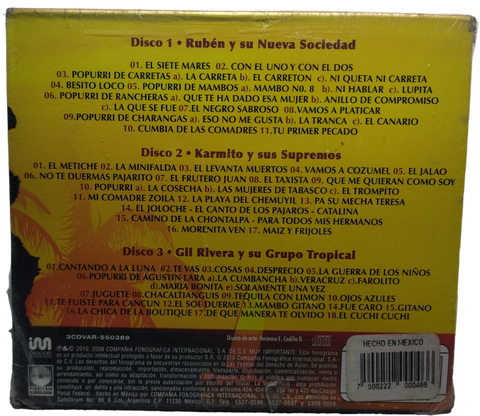 Disco 1 • Rubén y su Nueva Sociedad
01.EL SIETE MARES 02. CON EL UNO Y CON EL DOS
03. POPURRI DE CARRETAS a). LA CARRETA b). EL CARRETON c). NI QUETA NI CARRETA
04. BESITO LOCO 05. POPURRI DE MAMBOS a). MAMBO NO. 8 b). NI HABLAR c). LUPITA
06. POPURRI DE RANCHERAS a). QUE TE HA DADO ESA MUJER b). ANILLO DE COMPROMISO
c). LA QUE SE FUE 07.EL NEGRO SABROSO 08.VAMOS A PLATICAR
09.POPURRI DE CHARANGAS a). ESO NO ME GUSTA b). LA TRANCA c). EL CANARIO
10. CUMBIA DE LAS COMADRES 11.TU PRIMER PECADO
Disco 2 • Karmito y sus Supremos
01.EL METICHE 02. LA MINIFALDA 03. EL LEVANTA MUERTOS 04. VAMOS A COZUMEL 05. EL JALAO
06. NO TE DUERMAS PAJARITO 07. EL FRUTERO JUAN 08. EL TAXISTA 09. QUE ME QUIERAN COMO SOY
10. POPURRI a). LA COSECHA b). LAS MUJERES DE TABASCO c). EL TROMPITO
11. MI COMADRE ZOILA 12. LA PLAYA DEL CHEMUYIL 13. PA SU MECHA TERESA
14. EL JOLOCHE - EL CANTO DE LOS PAJAROS - CATALINA
15. CAMINO DE LA CHONTALPA - PARA TODOS MIS HERMANOS
16. MORENITA VEN 17. MAIZ Y FRIJOLES
Disco 3 • Gil Rivera y su Grupo Tropical
01.CANTANDO A LA LUNA 02.TE VAS 03.COSAS 04.DESPRECIO 05.LA GUERRA DE LOS NIÑOS
06.POPURRI DE AGUSTIN LARA a).LA CUMBANCHA b).VERACRUZ c).FAROLITO
d).MARIA BONITA e).SOLAMENTE UNA VEZ
07.JUGUETE 08.CHACALTIANGUIS 09.TEQUILA CON LIMON 10.OJOS AZULES
11.TE FUISTE PARA CANCUN 12.EL SOL DUERME 13.MAMBO GITANO 14.FUE CARO 15.GITANO
16.LA CHICA DE LA BOUTIQUE 17.DE QUE MANERA TE OLVIDO 18.EL CUCHI CUCHI
3CDVAR-550389
Diseño de arte: Veronica E. Cedillo D.
HECHO EN MEXICO
7 500222 000466